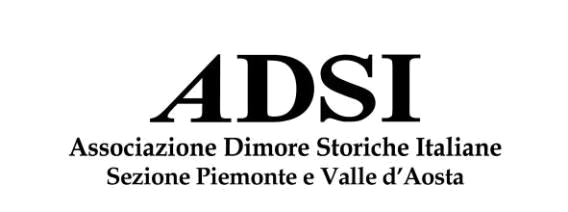 ADSI
Associazione Dimore Storiche Italiane
Sezione Piemonte e Valle d’Aosta